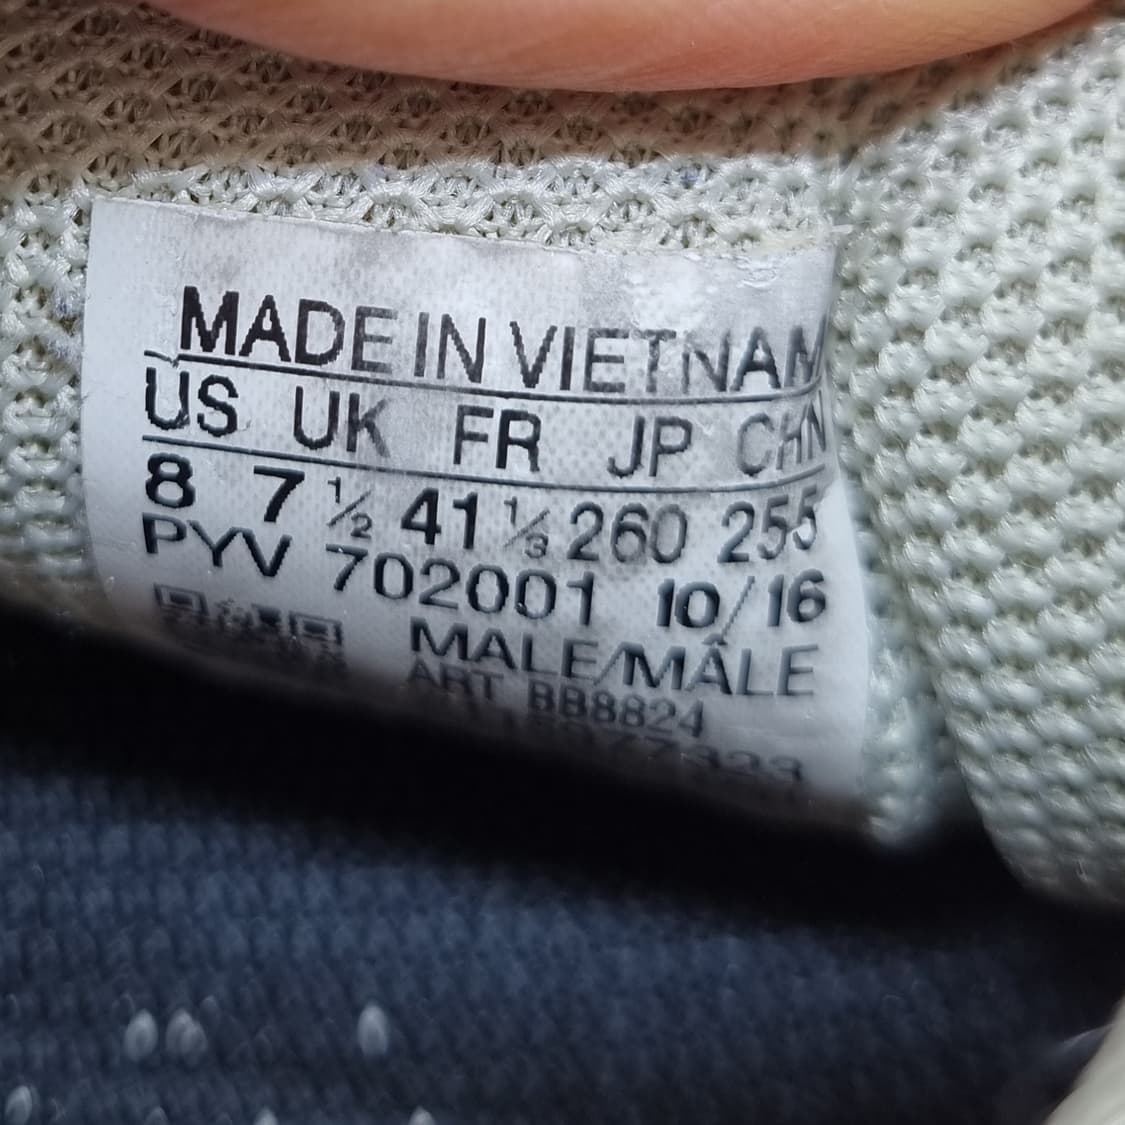 MADE IN VIETNAM
US UK FR JP CHN
8 7 ½ 41 ⅓ 260 255
PYV 702001 10/16
MALE/MÂLE
ART BB8824